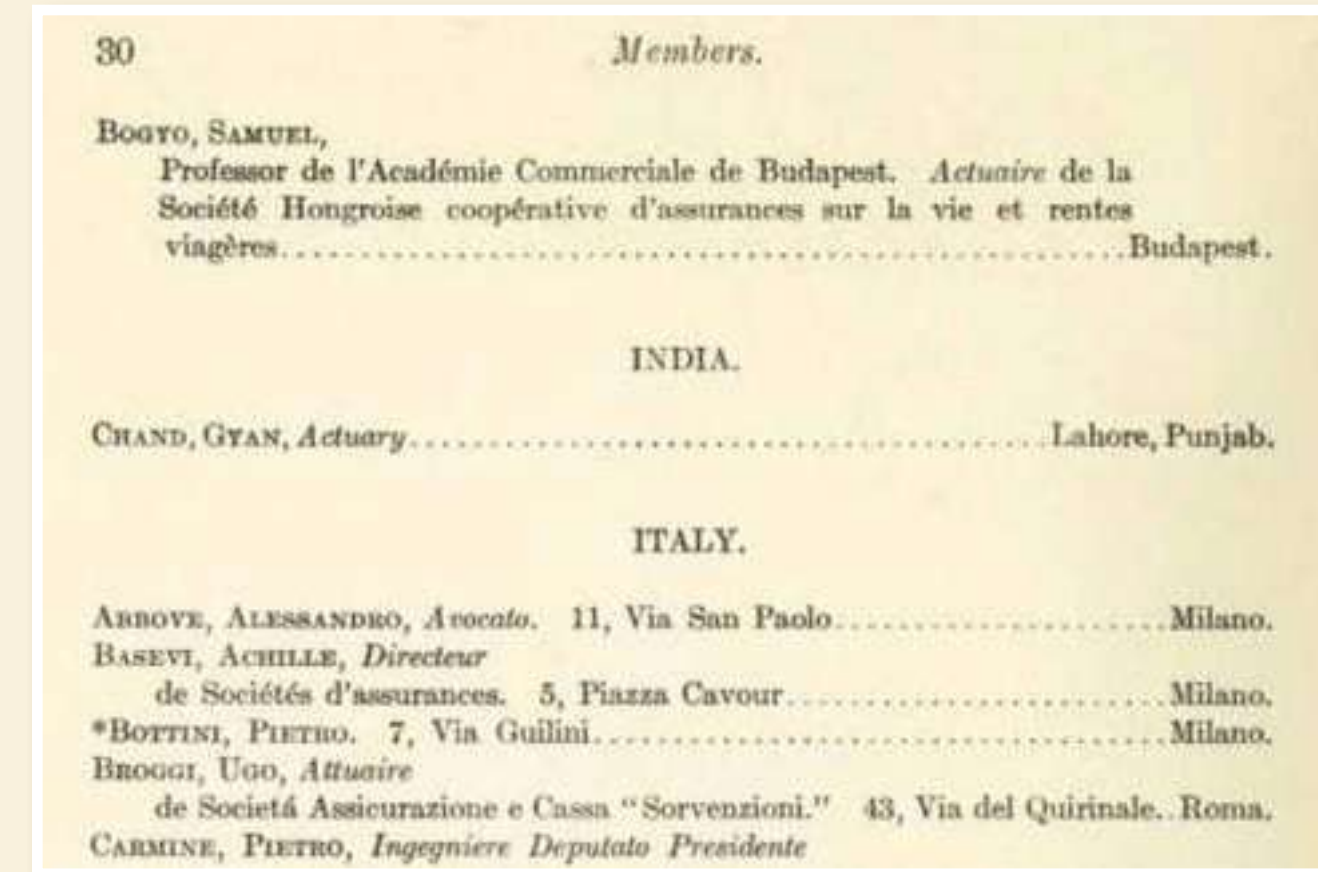 30 Members.
BOGYO, SAMUEL,
Professor de l'Académie Commerciale de Budapest. Actuaire de la
Société Hongroise coopérative d'assurances sur la vie et rentes
viagères........................................................Budapest.
INDIA.
CHAND, GYAN, Actuary..........................................Lahore, Punjab.
ITALY.
ARROVE, ALESSANDRO, Avocato. 11, Via San Paolo......................Milano.
BASEVI, ACHILLE, Directeur
de Sociétés d'assurances. 5, Piazza Cavour.........................Milano.
*BOTTINI, PIETRO. 7, Via Guilini......................................Milano.
BROGGI, UGO, Attuaire
de Societá Assicurazione e Cassa "Sorvenzioni." 43, Via del Quirinale..Roma.
CARMINE, PIETRO, Ingegniere Deputato Presidente